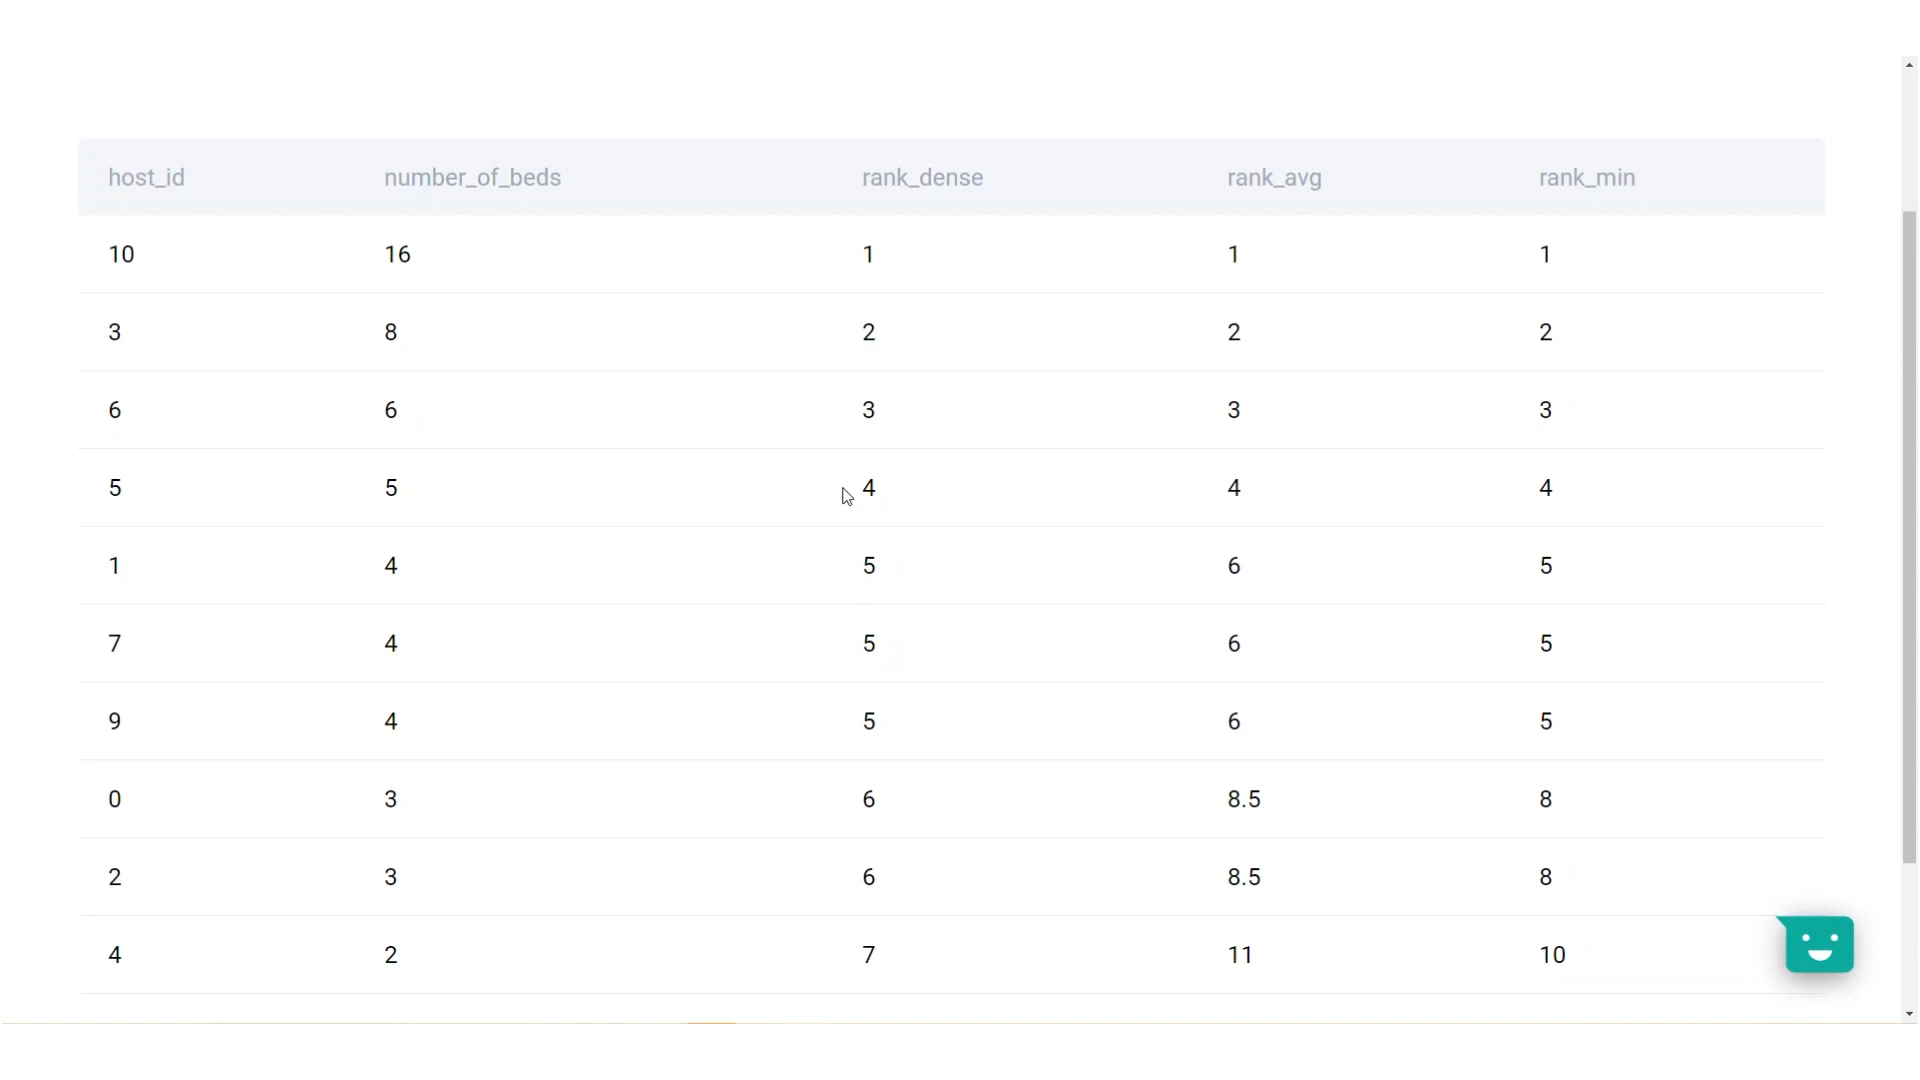 host_id number_of_beds rank_dense rank_avg rank_min
10 16 1 1 1
3 8 2 2 2
6 6 3 3 3
5 5 4 4 4
1 4 5 6 5
7 4 5 6 5
9 4 5 6 5
0 3 6 8.5 8
2 3 6 8.5 8
4 2 7 11 10